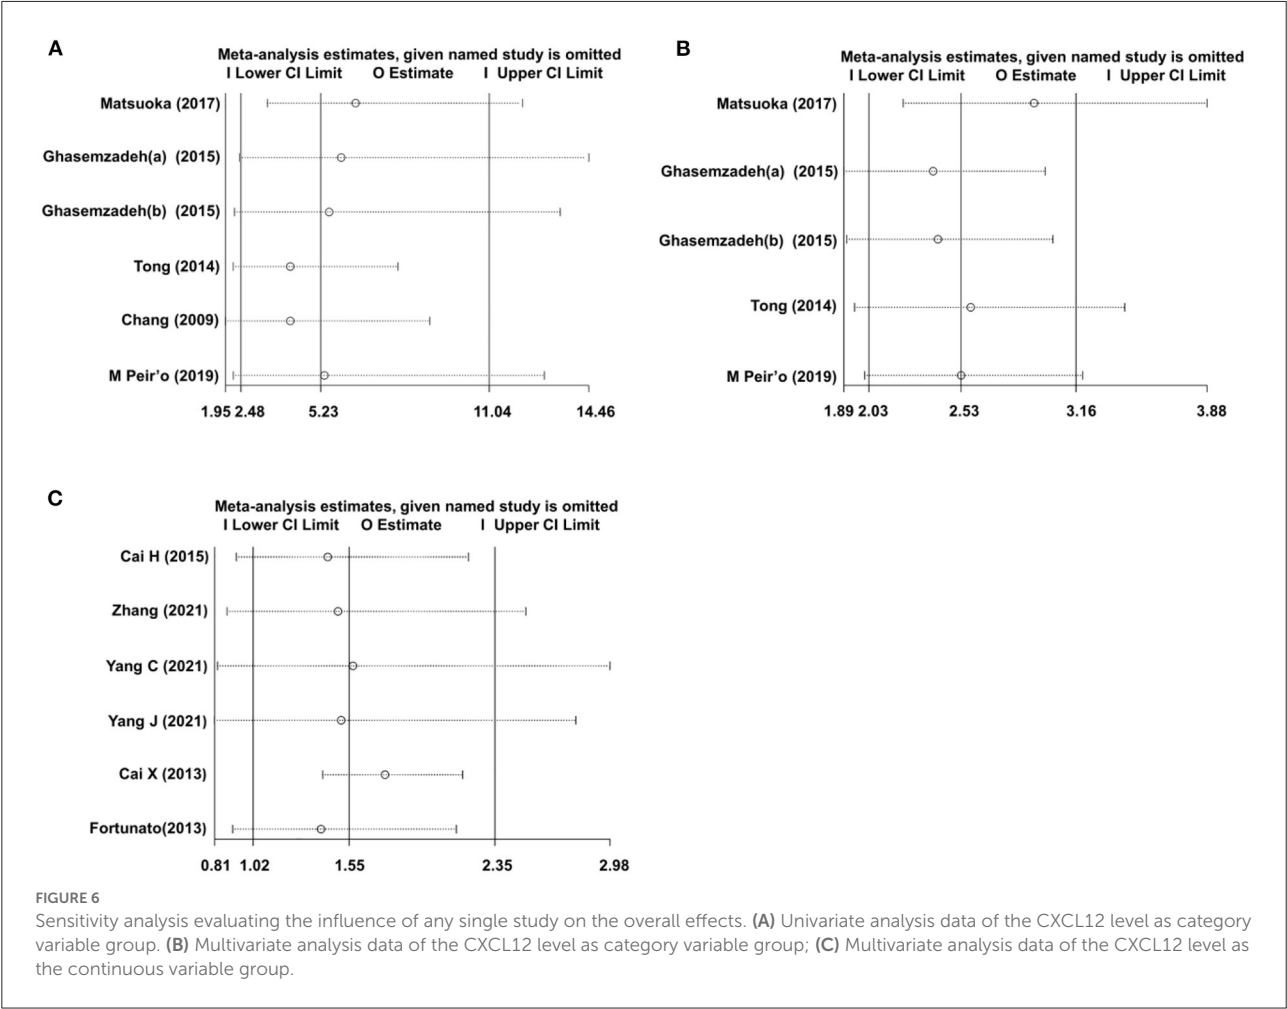 A
Meta-analysis estimates, given named study is omitted
I Lower CI Limit O Estimate I Upper CI Limit
Matsuoka (2017)
Ghasemzadeh(a) (2015)
Ghasemzadeh(b) (2015)
Tong (2014)
Chang (2009)
M Peir'o (2019)
1.95 2.48 5.23 11.04 14.46
B
Meta-analysis estimates, given named study is omitted
I Lower CI Limit O Estimate I Upper CI Limit
Matsuoka (2017)
Ghasemzadeh(a) (2015)
Ghasemzadeh(b) (2015)
Tong (2014)
M Peir'o (2019)
1.89 2.03 2.53 3.16 3.88
C
Meta-analysis estimates, given named study is omitted
I Lower CI Limit O Estimate I Upper CI Limit
Cai H (2015)
Zhang (2021)
Yang C (2021)
Yang J (2021)
Cai X (2013)
Fortunato(2013)
0.81 1.02 1.55 2.35 2.98
FIGURE 6
Sensitivity analysis evaluating the influence of any single study on the overall effects. (A) Univariate analysis data of the CXCL12 level as category
variable group. (B) Multivariate analysis data of the CXCL12 level as category variable group; (C) Multivariate analysis data of the CXCL12 level as
the continuous variable group.